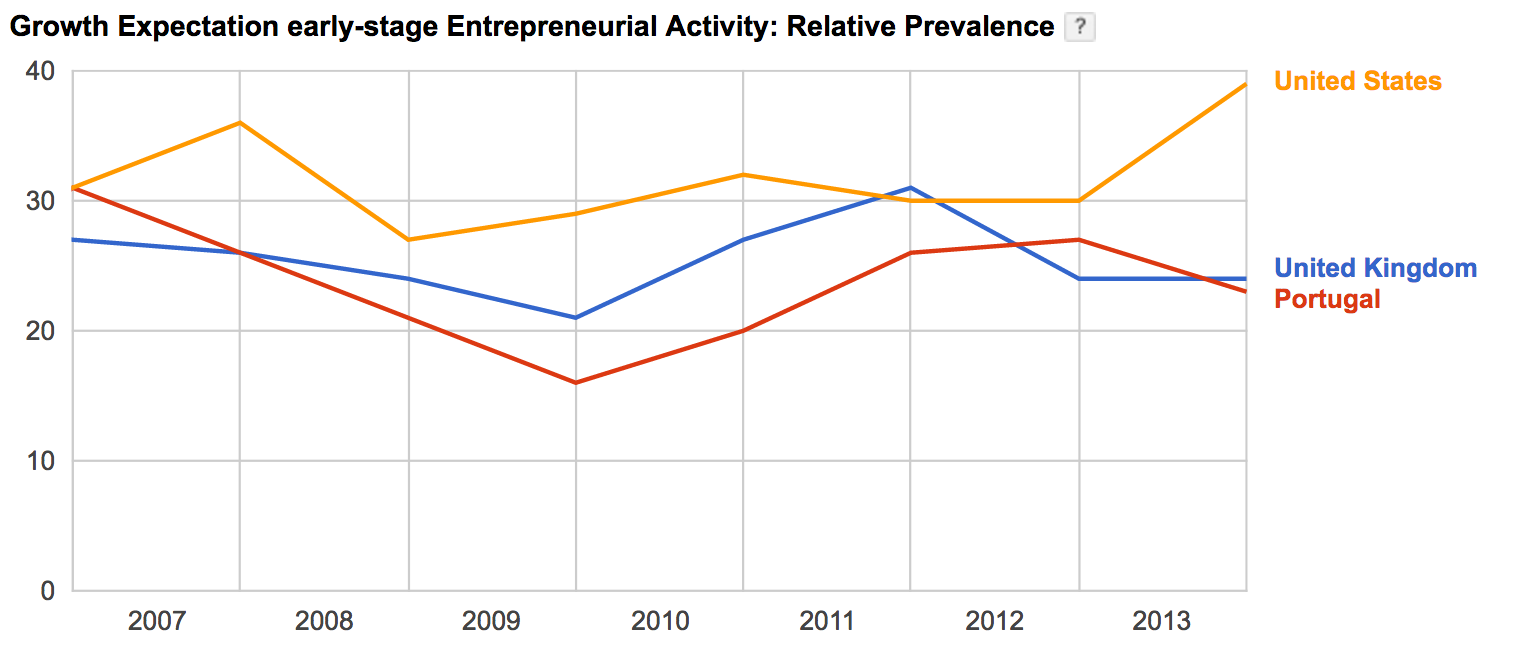 Growth Expectation early-stage Entrepreneurial Activity: Relative Prevalence ?
40
United States
30
United Kingdom
Portugal
20
10
0
2007 2008 2009 2010 2011 2012 2013